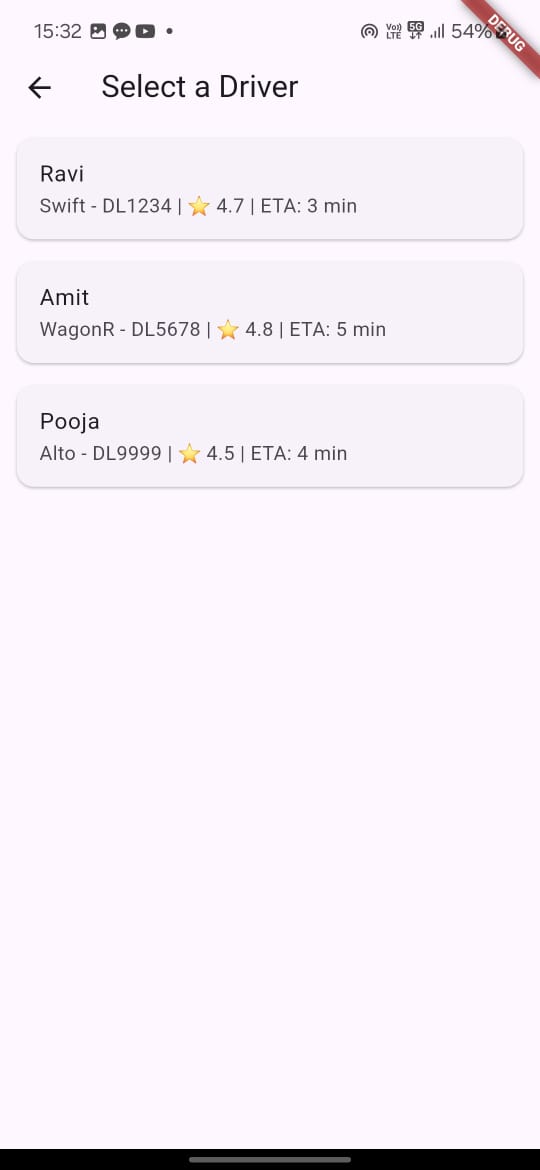 15:32
Vo)) LTE 5G 54%
DEBUG
Select a Driver
Ravi
Swift - DL1234 | ⭐ 4.7 | ETA: 3 min
Amit
WagonR - DL5678 | ⭐ 4.8 | ETA: 5 min
Pooja
Alto - DL9999 | ⭐ 4.5 | ETA: 4 min